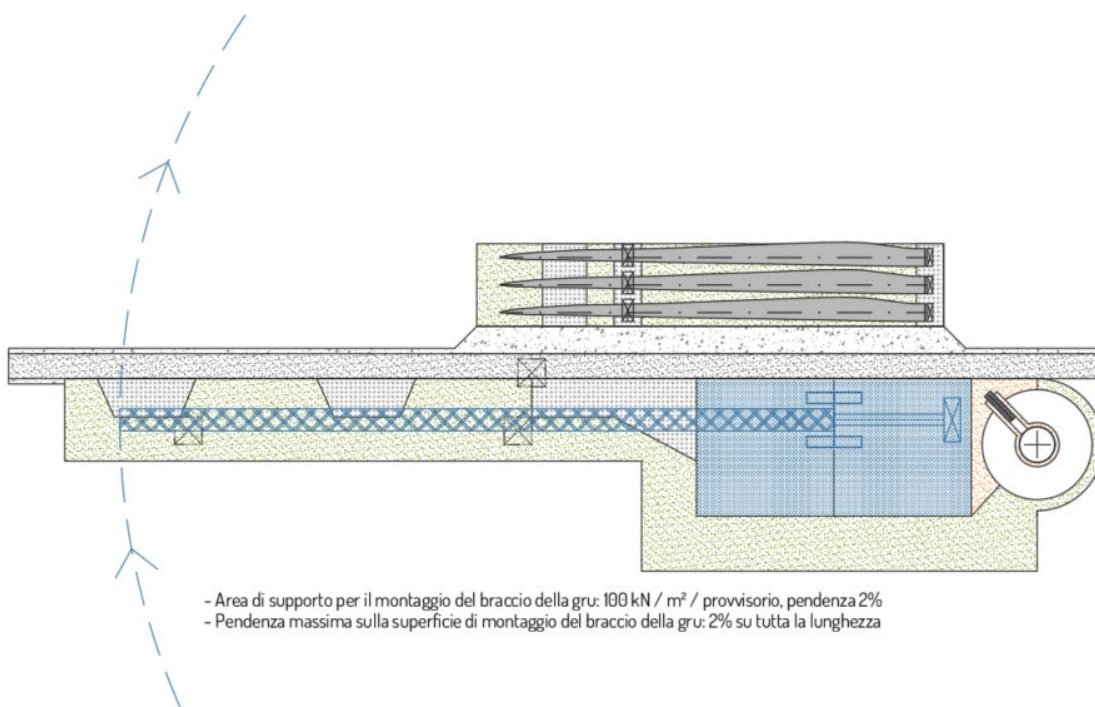 - Area di supporto per il montaggio del braccio della gru: 100 kN / m² / provvisorio, pendenza 2%
- Pendenza massima sulla superficie di montaggio del braccio della gru: 2% su tutta la lunghezza